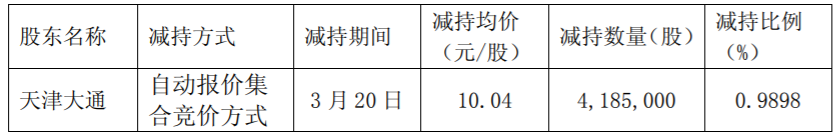 股东名称 减持方式 减持期间 减持均价（元/股） 减持数量（股） 减持比例（%）
天津大通 自动报价集合竞价方式 3月20日 10.04 4,185,000 0.9898